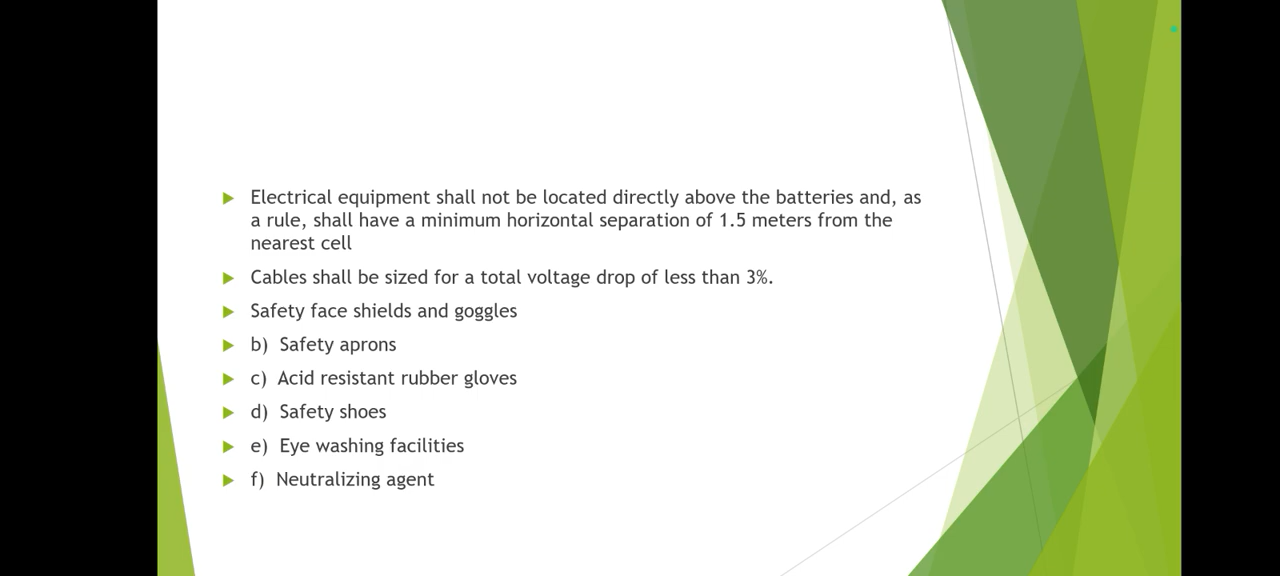 Electrical equipment shall not be located directly above the batteries and, as
a rule, shall have a minimum horizontal separation of 1.5 meters from the
nearest cell
Cables shall be sized for a total voltage drop of less than 3%.
Safety face shields and goggles
b) Safety aprons
c) Acid resistant rubber gloves
d) Safety shoes
e) Eye washing facilities
f) Neutralizing agent